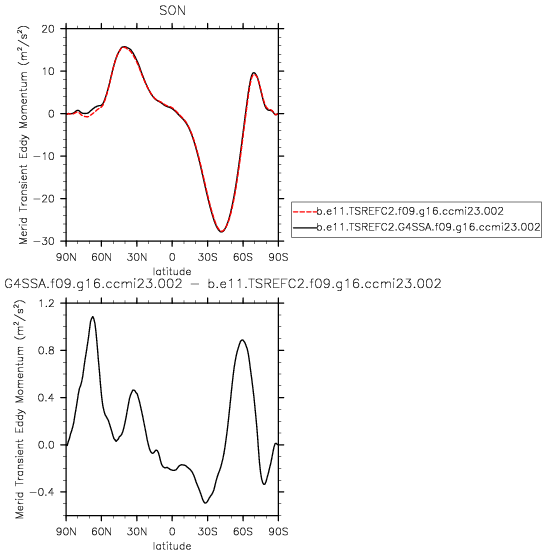 SON
Merid Transient Eddy Momentum (m²/s²)
20
10
0
−10
−20
−30
90N 60N 30N 0 30S 60S 90S
latitude
b.e11.TSREFC2.f09.g16.ccmi23.002
b.e11.TSREFC2.G4SSA.f09.g16.ccmi23.002
G4SSA.f09.g16.ccmi23.002 − b.e11.TSREFC2.f09.g16.ccmi23.002
Merid Transient Eddy Momentum (m²/s²)
1.2
0.8
0.4
0.0
−0.4
90N 60N 30N 0 30S 60S 90S
latitude